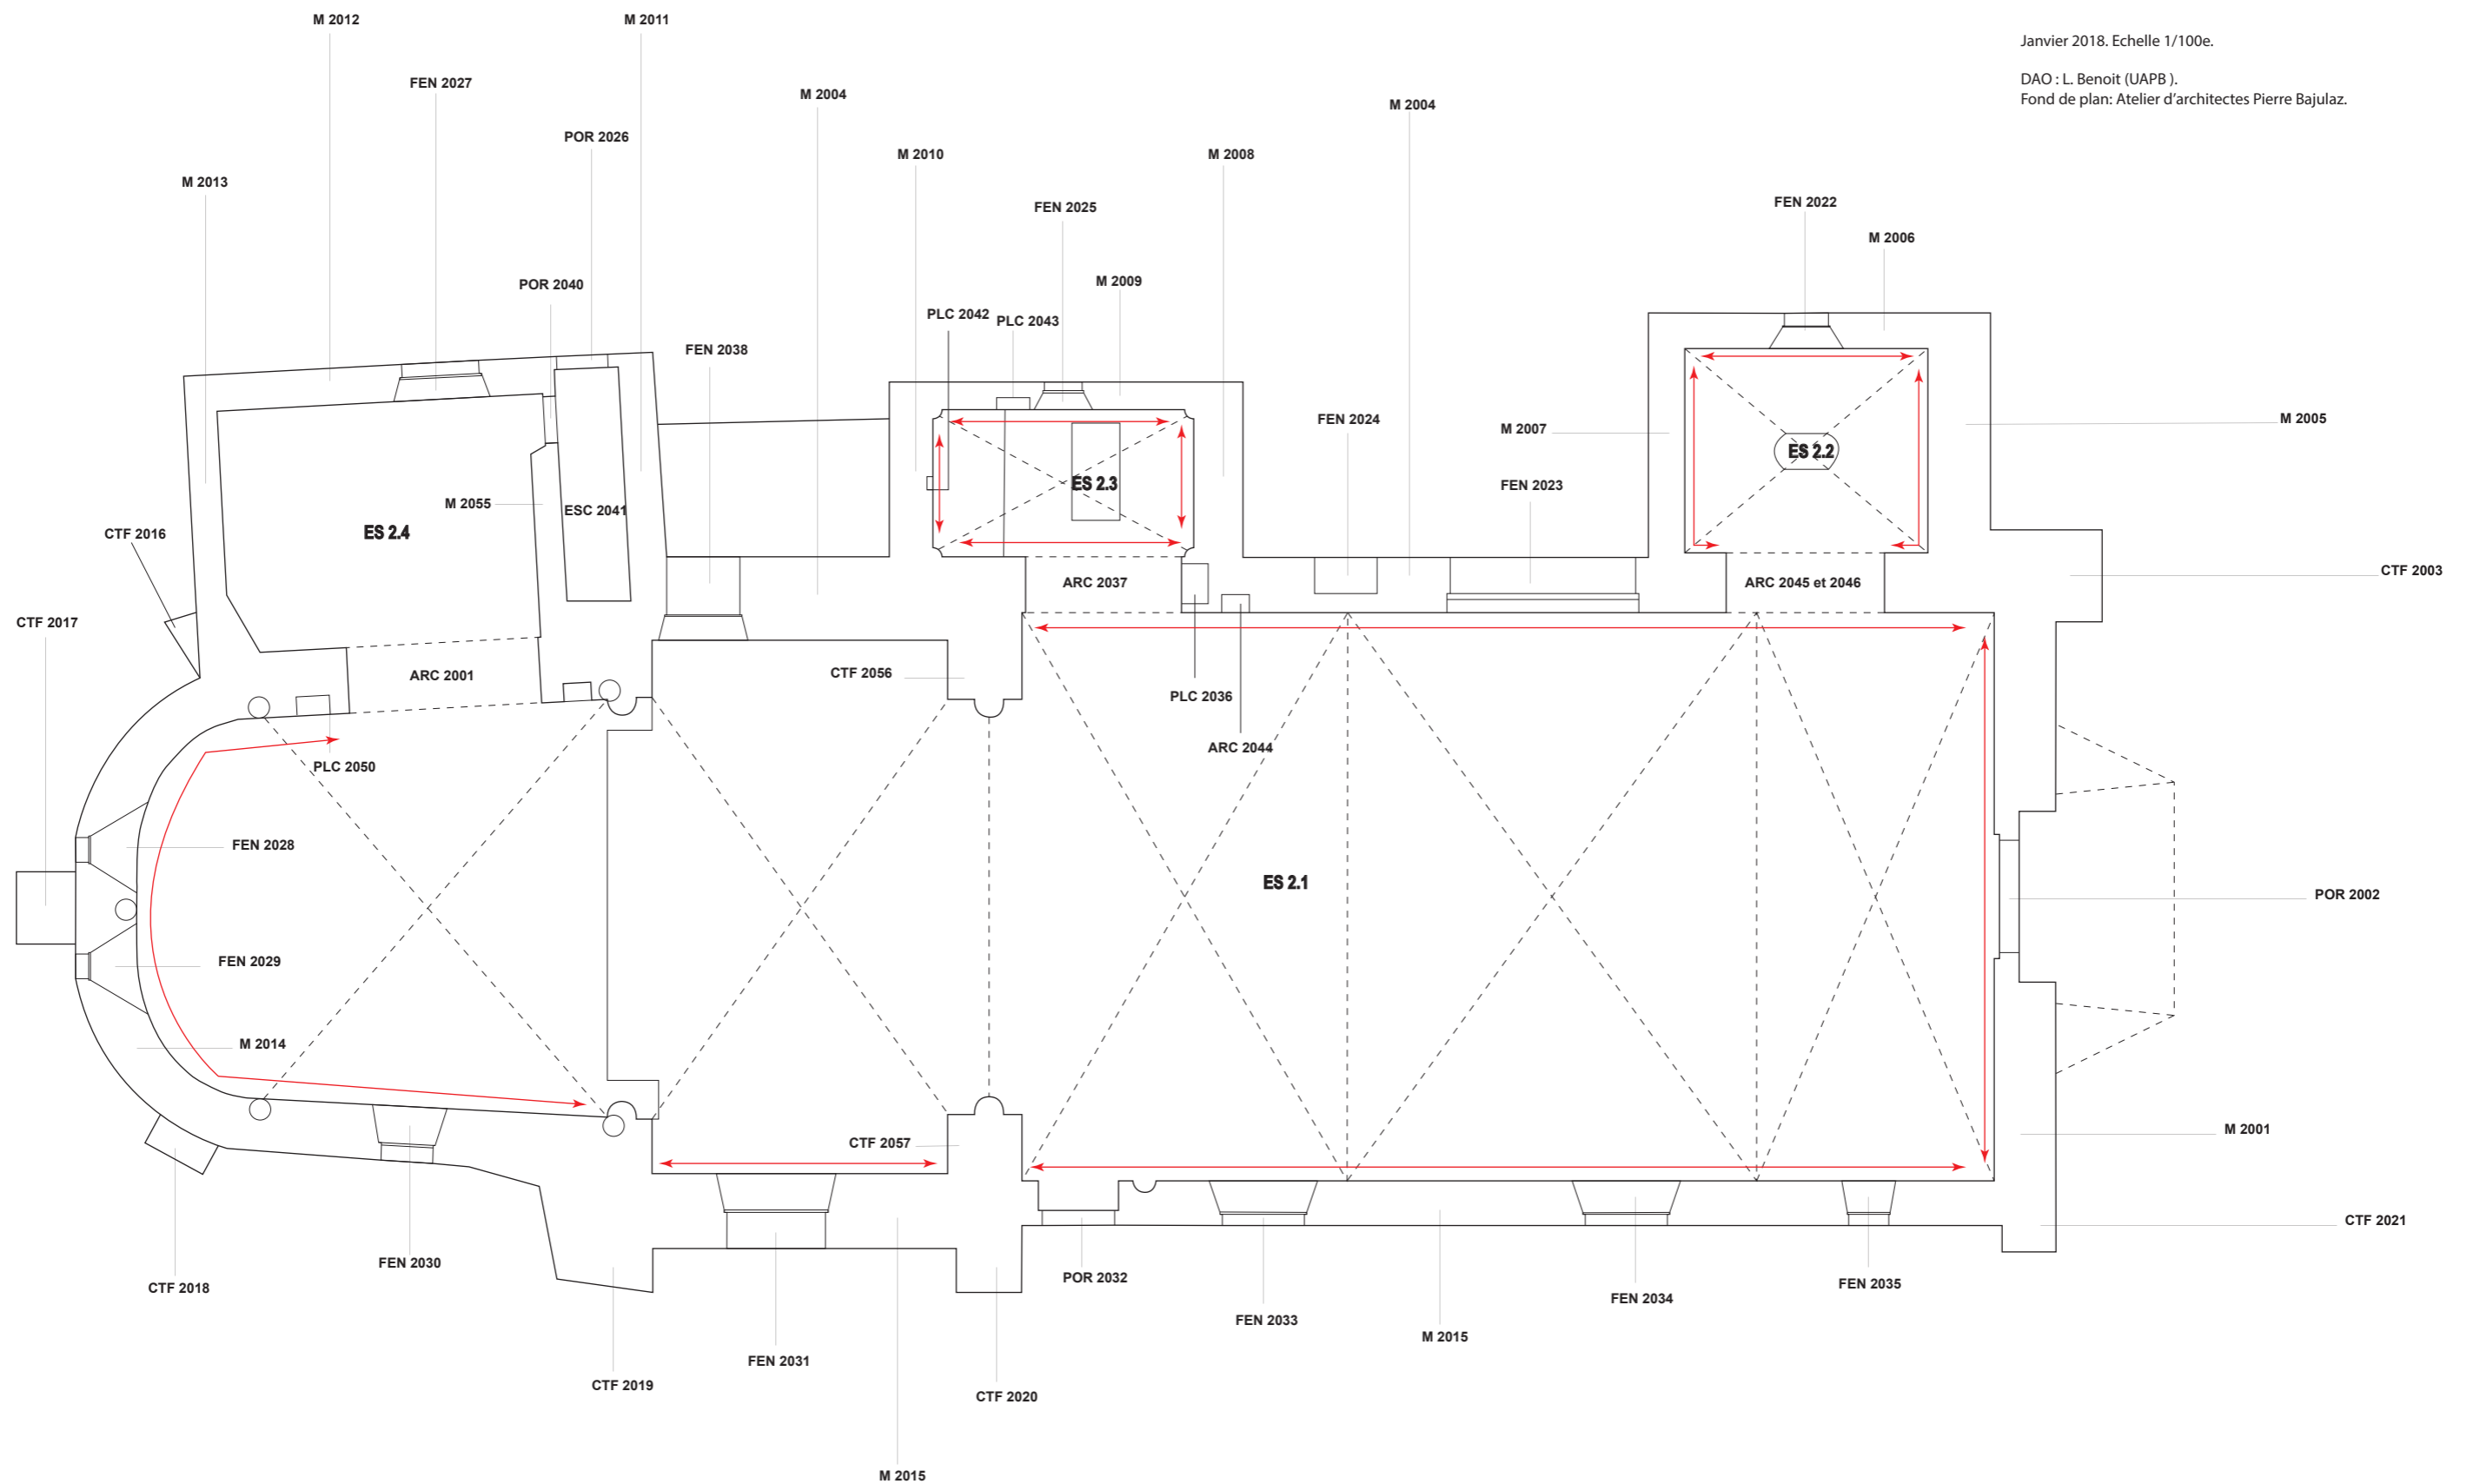 M 2012
M 2011
Janvier 2018. Echelle 1/100e.
DAO : L. Benoit (UAPB ).
Fond de plan: Atelier d'architectes Pierre Bajulaz.
FEN 2027
M 2004
M 2004
POR 2026
M 2010
M 2008
M 2013
FEN 2025
FEN 2022
M 2006
POR 2040
M 2009
PLC 2042
PLC 2043
FEN 2038
FEN 2024
M 2007
M 2005
ES 2.2
ES 2.3
FEN 2023
M 2055
ESC 2041
ES 2.4
CTF 2016
CTF 2003
ARC 2037
ARC 2045 et 2046
CTF 2017
ARC 2001
CTF 2056
PLC 2036
ARC 2044
PLC 2050
FEN 2028
ES 2.1
POR 2002
FEN 2029
M 2014
M 2001
CTF 2057
CTF 2021
FEN 2030
POR 2032
CTF 2018
FEN 2035
FEN 2034
FEN 2033
M 2015
FEN 2031
CTF 2019
CTF 2020
M 2015